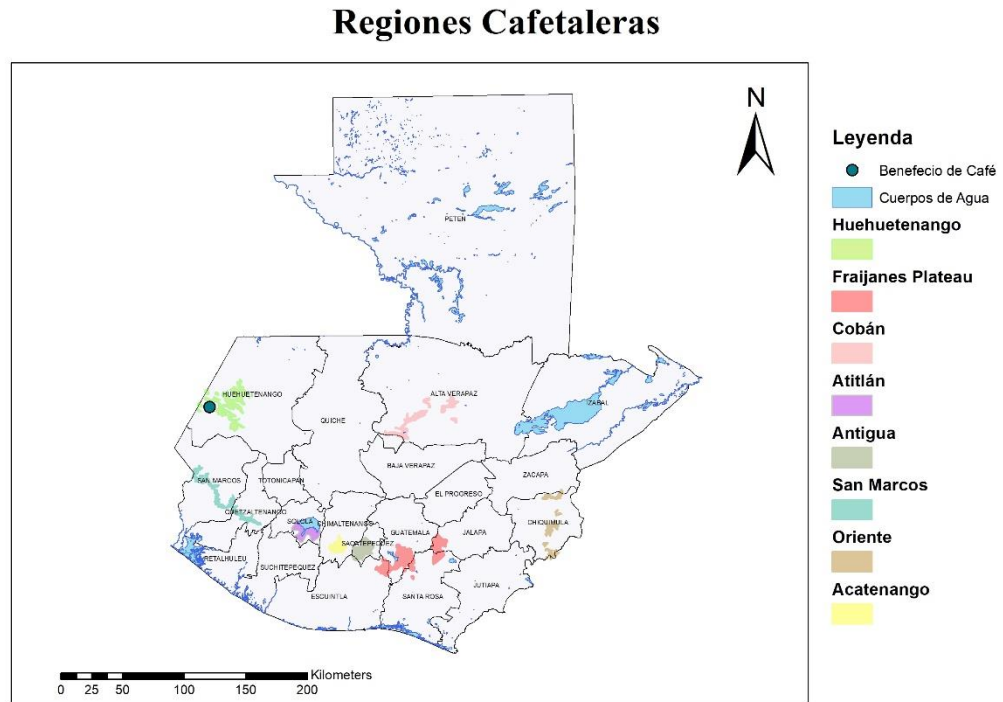 Regiones Cafetaleras
N
Leyenda
Benefecio de Café
Cuerpos de Agua
Huehuetenango
Fraijanes Plateau
Cobán
Atitlán
Antigua
San Marcos
Oriente
Acatenango
PETEN
HUEHUETENANGO
QUICHE
ALTA VERAPAZ
IZABAL
BAJA VERAPAZ
ZACAPA
SAN MARCOS
TOTONICAPAN
EL PROGRESO
QUETZALTENANGO
SOLOLA
CHIMALTENANGO
GUATEMALA
JALAPA
CHIQUIMULA
SACATEPEQUEZ
RETALHULEU
SUCHITEPEQUEZ
JUTIAPA
ESCUINTLA
SANTA ROSA
Kilometers
0 25 50 100 150 200